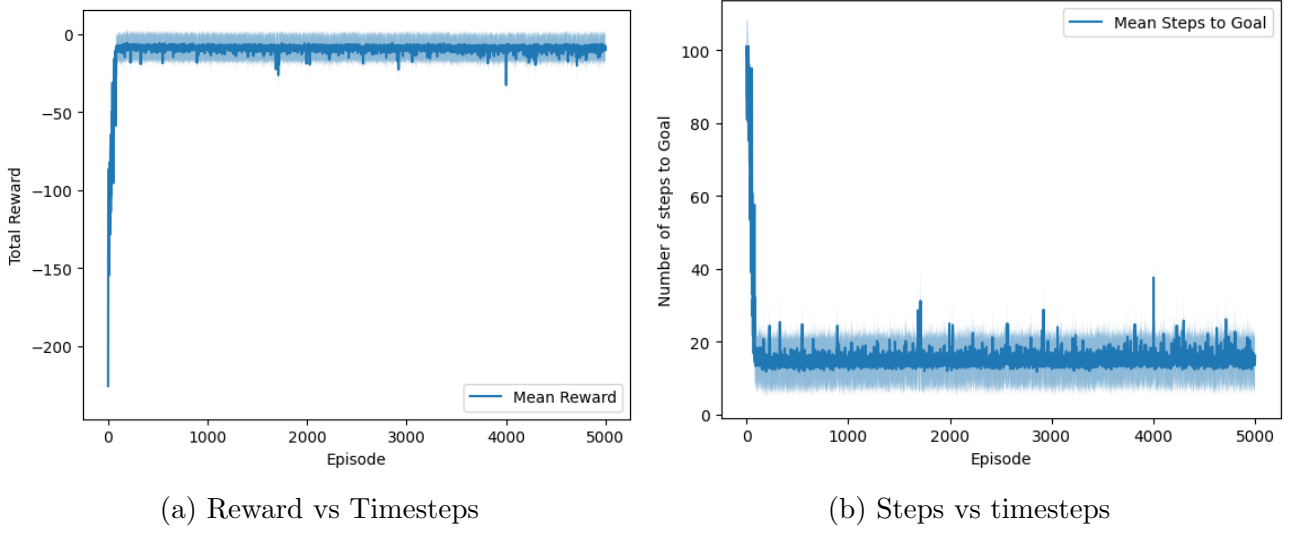 0
−50
−100
−150
−200
Total Reward
Mean Reward
0
1000
2000
3000
4000
5000
Episode
(a) Reward vs Timesteps
100
80
60
40
20
0
Number of steps to Goal
Mean Steps to Goal
0
1000
2000
3000
4000
5000
Episode
(b) Steps vs timesteps